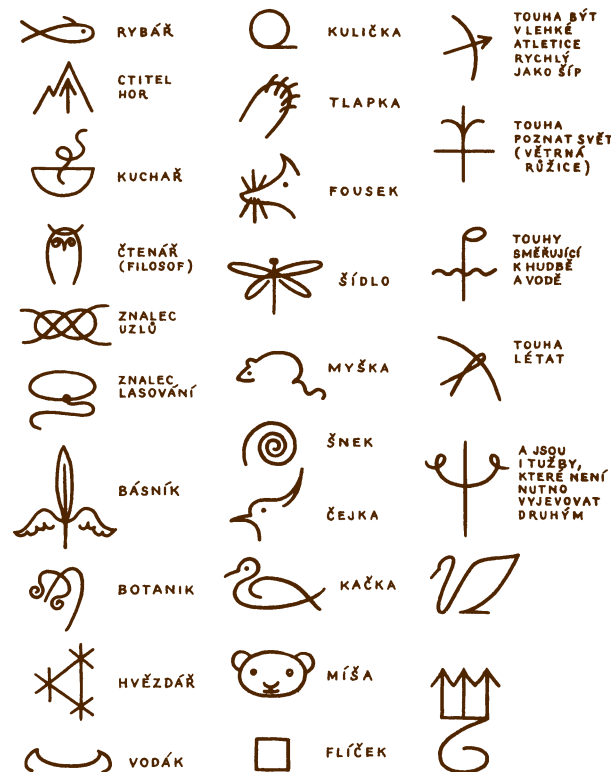 RYBÁŘ
CTITEL
HOR
KUCHAŘ
ČTENÁŘ
(FILOSOF)
ZNALEC
UZLŮ
ZNALEC
LASOVÁNÍ
BÁSNÍK
BOTANIK
HVĚZDÁŘ
VODÁK
KULIČKA
TLAPKA
FOUSEK
ŠÍDLO
MYŠKA
ŠNEK
ČEJKA
KAČKA
MÍŠA
FLÍČEK
TOUHA BÝT
V LEHKÉ
ATLETICE
RYCHLÝ
JAKO ŠÍP
TOUHA
POZNAT SVĚT
(VĚTRNÁ
RŮŽICE)
TOUHY
SMĚŘUJÍCÍ
K HUDBĚ
A VODĚ
TOUHA
LÉTAT
A JSOU
I TUŽBY,
KTERÉ NENÍ
NUTNO
VYJEVOVAT
DRUHÝM